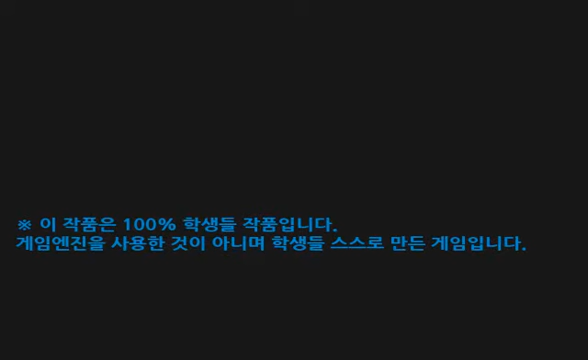 ※ 이 작품은 100% 학생들 작품입니다.
게임엔진을 사용한 것이 아니며 학생들 스스로 만든 게임입니다.